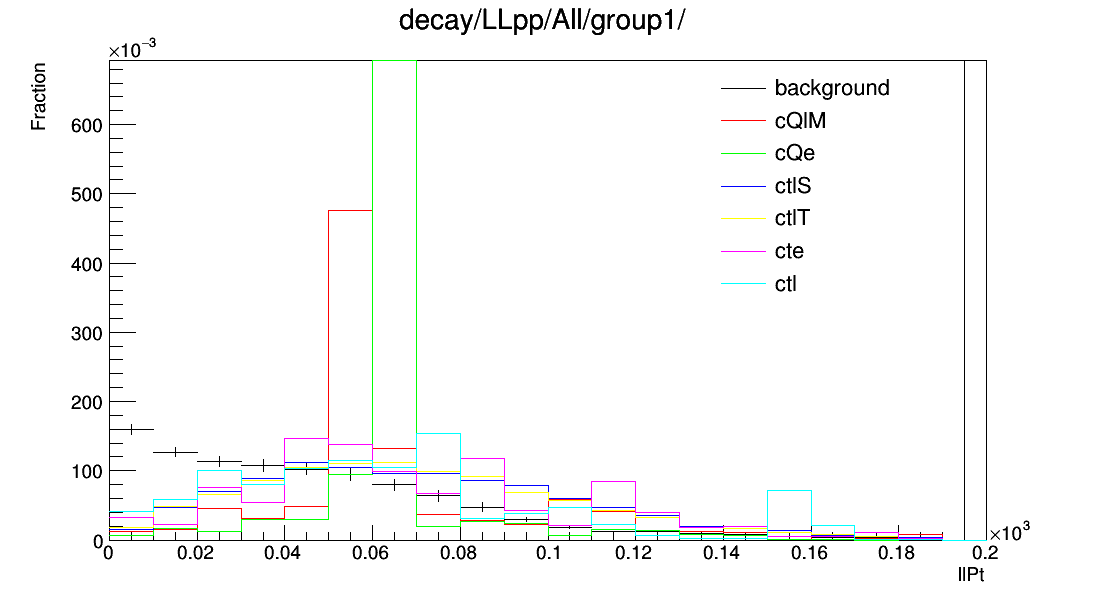 decay/LLpp/All/group1/
×10⁻³
Fraction
background
cQlM
cQe
ctlS
ctlT
cte
ctl
600
500
400
300
200
100
0
0 0.02 0.04 0.06 0.08 0.1 0.12 0.14 0.16 0.18 0.2 ×10³
llPt